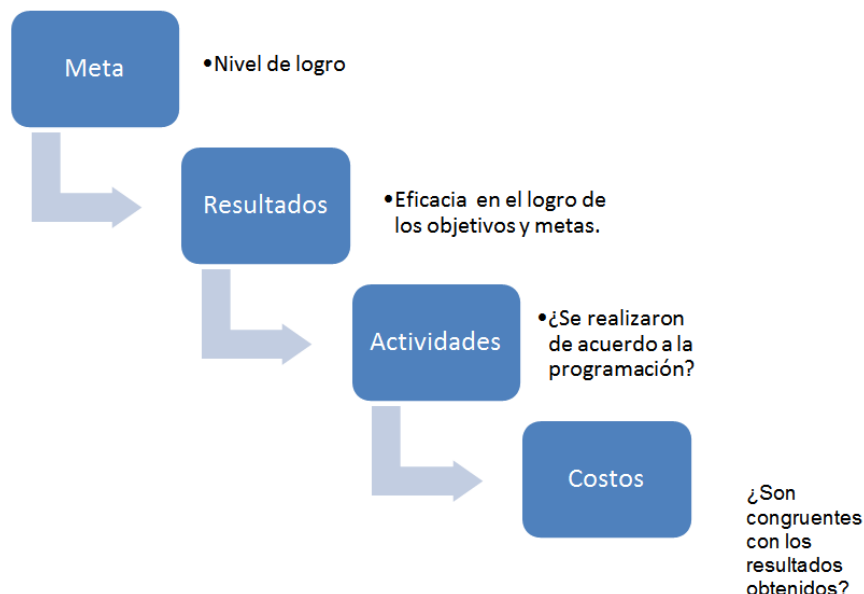 Meta
•Nivel de logro
Resultados
•Eficacia en el logro de
los objetivos y metas.
Actividades
•¿Se realizaron
de acuerdo a la
programación?
Costos
¿Son
congruentes
con los
resultados
obtenidos?